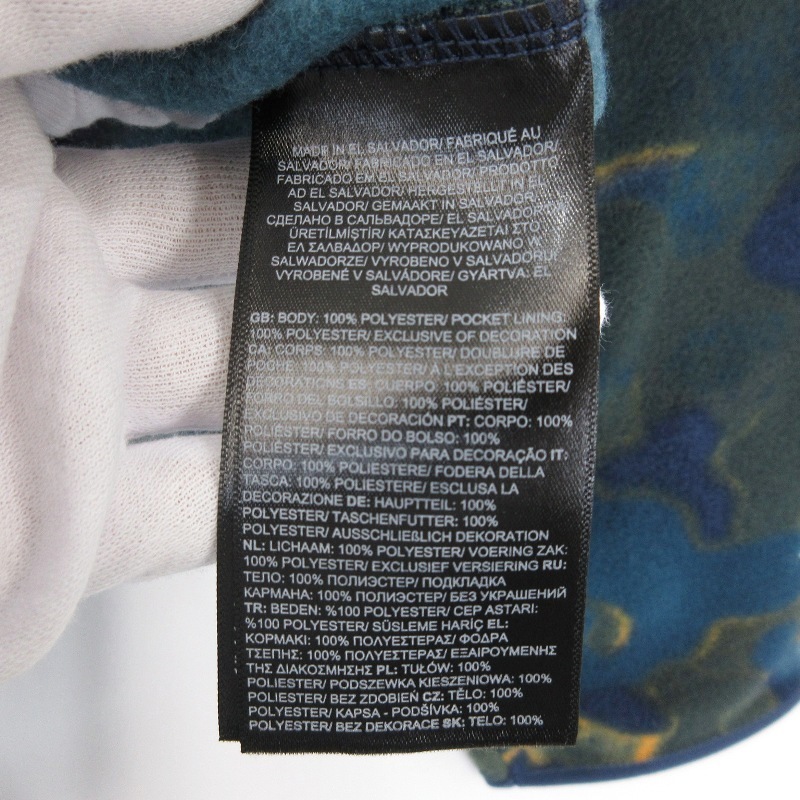 MADE IN EL SALVADOR/ FABRIQUÉ AU
SALVADOR/ FABRICADO EN EL SALVADOR/
FABRICADO EM EL SALVADOR/ PRODOTTO
AD EL SALVADOR/ HERGESTELLT IN EL
SALVADOR/ GEMAAKT IN SALVADOR/
СДЕЛАНО В САЛЬВАДОРЕ/ EL SALVADOR
ÜRETİLMİŞTİR/ ΚΑΤΑΣΚΕΥΑΖΕΤΑΙ ΣΤΟ
ΕΛ ΣΑΛΒΑΔΟΡ/ WYPRODUKOWANO W
SALWADORZE/ VYROBENO V SALVADORU/
VYROBENÉ V SALVÁDORE/ GYÁRTVA: EL
SALVADOR
GB: BODY: 100% POLYESTER/ POCKET LINING:
100% POLYESTER/ EXCLUSIVE OF DECORATION
CA: CORPS: 100% POLYESTER/ DOUBLURE DE
POCHE: 100% POLYESTER/ À L'EXCEPTION DES
DÉCORATIONS ES: CUERPO: 100% POLIÉSTER/
FORRO DEL BOLSILLO: 100% POLIÉSTER/
EXCLUSIVO DE DECORACIÓN PT: CORPO: 100%
POLIÉSTER/ FORRO DO BOLSO: 100%
POLIÉSTER/ EXCLUSIVO PARA DECORAÇÃO IT:
CORPO: 100% POLIESTERE/ FODERA DELLA
TASCA: 100% POLIESTERE/ ESCLUSA LA
DECORAZIONE DE: HAUPTTEIL: 100%
POLYESTER/ TASCHENFUTTER: 100%
POLYESTER/ AUSSCHLIEßLICH DEKORATION
NL: LICHAAM: 100% POLYESTER/ VOERING ZAK:
100% POLYESTER/ EXCLUSIEF VERSIERING RU:
ТЕЛО: 100% ПОЛИЭСТЕР/ ПОДКЛАДКА
КАРМАНА: 100% ПОЛИЭСТЕР/ БЕЗ УКРАШЕНИЙ
TR: BEDEN: %100 POLYESTER/ CEP ASTARI:
%100 POLYESTER/ SÜSLEME HARİÇ EL:
ΚΟΡΜΑΚΙ: 100% ΠΟΛΥΕΣΤΕΡΑΣ/ ΦΟΔΡΑ
ΤΣΕΠΗΣ: 100% ΠΟΛΥΕΣΤΕΡΑΣ/ ΕΞΑΙΡΟΥΜΕΝΗΣ
ΤΗΣ ΔΙΑΚΟΣΜΗΣΗΣ PL: TUŁÓW: 100%
POLIESTER/ PODSZEWKA KIESZENIOWA: 100%
POLIESTER/ BEZ ZDOBIEŃ CZ: TĚLO: 100%
POLYESTER/ KAPSA - PODŠÍVKA: 100%
POLYESTER/ BEZ DEKORACE SK: TELO: 100%